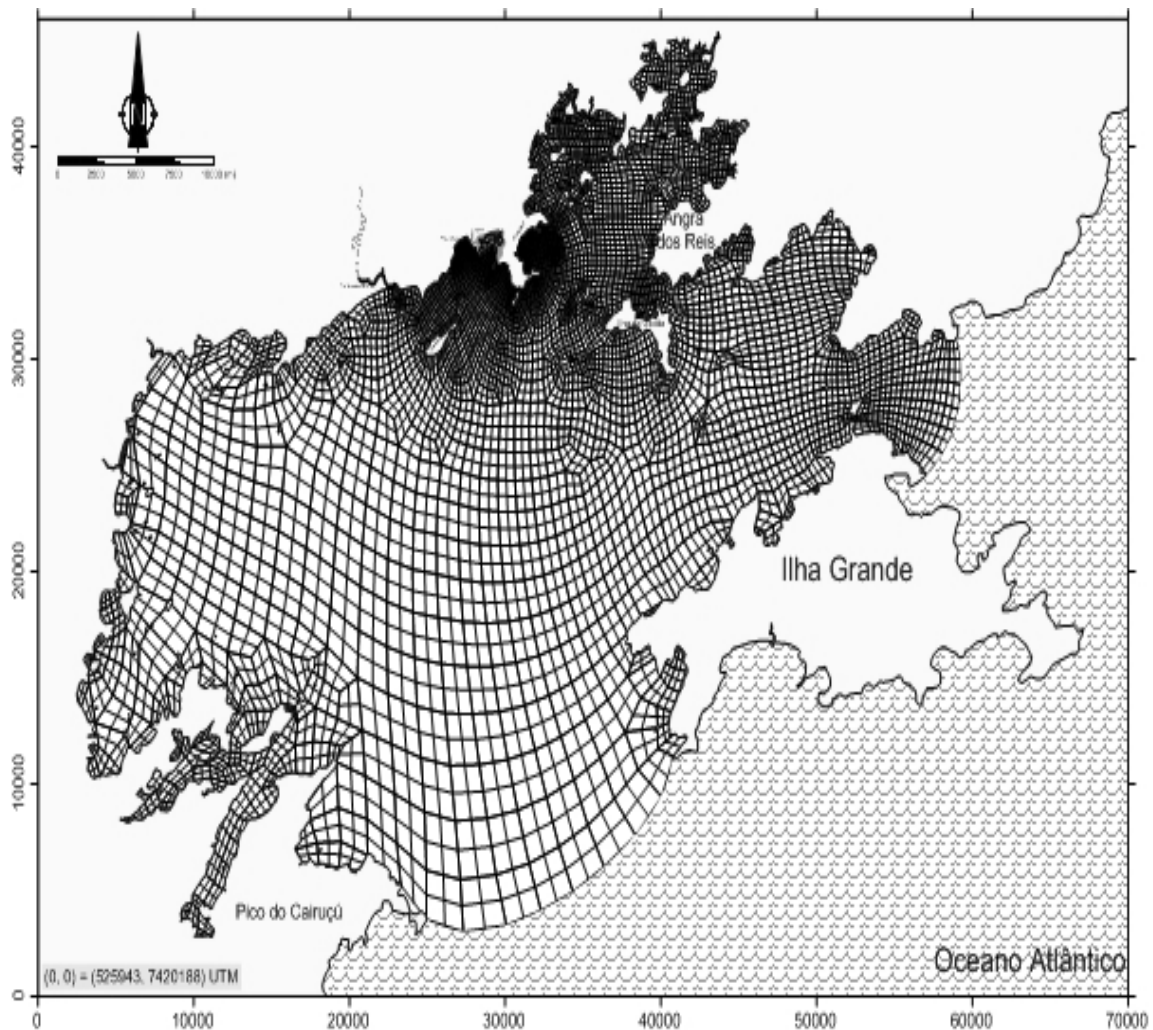 40000
0 2500 5000 7500 10000 (m)
Angra
dos Reis
30000
Ilha Grande
20000
10000
Pico do Cairuçú
Oceano Atlântico
(0, 0) = (525943, 7420188) UTM
0
0 10000 20000 30000 40000 50000 60000 70000